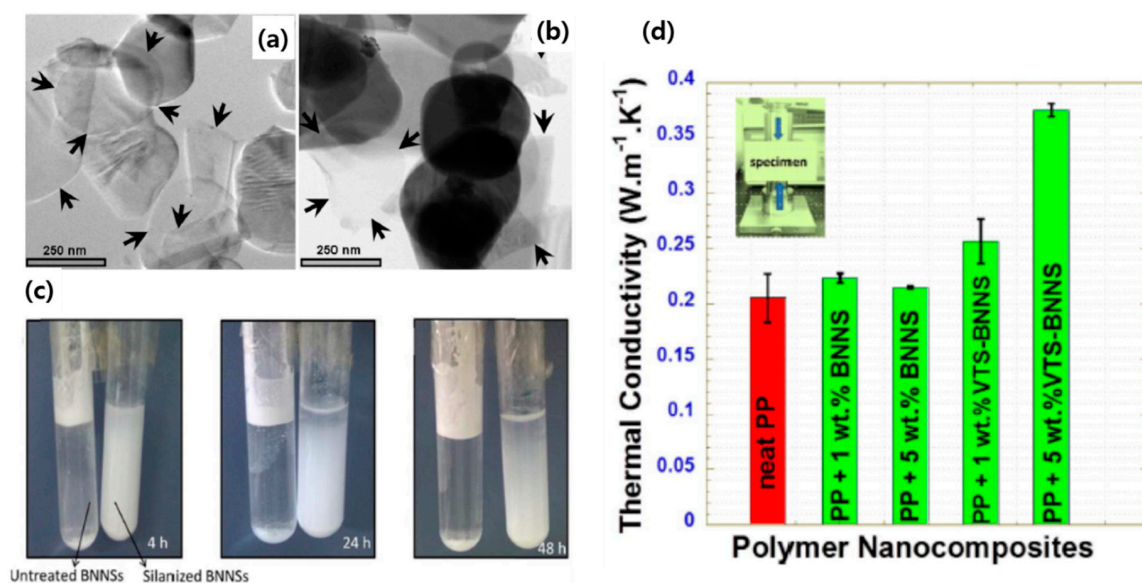 (a)
250 nm
(b)
250 nm
(c)
4 h
24 h
48 h
Untreated BNNSs
Silanized BNNSs
(d)
Thermal Conductivity (W.m⁻¹.K⁻¹)
0.4
0.35
0.3
0.25
0.2
0.15
0.1
0.05
0
specimen
neat PP
PP + 1 wt.% BNNS
PP + 5 wt.% BNNS
PP + 1 wt.%VTS-BNNS
PP + 5 wt.%VTS-BNNS
Polymer Nanocomposites